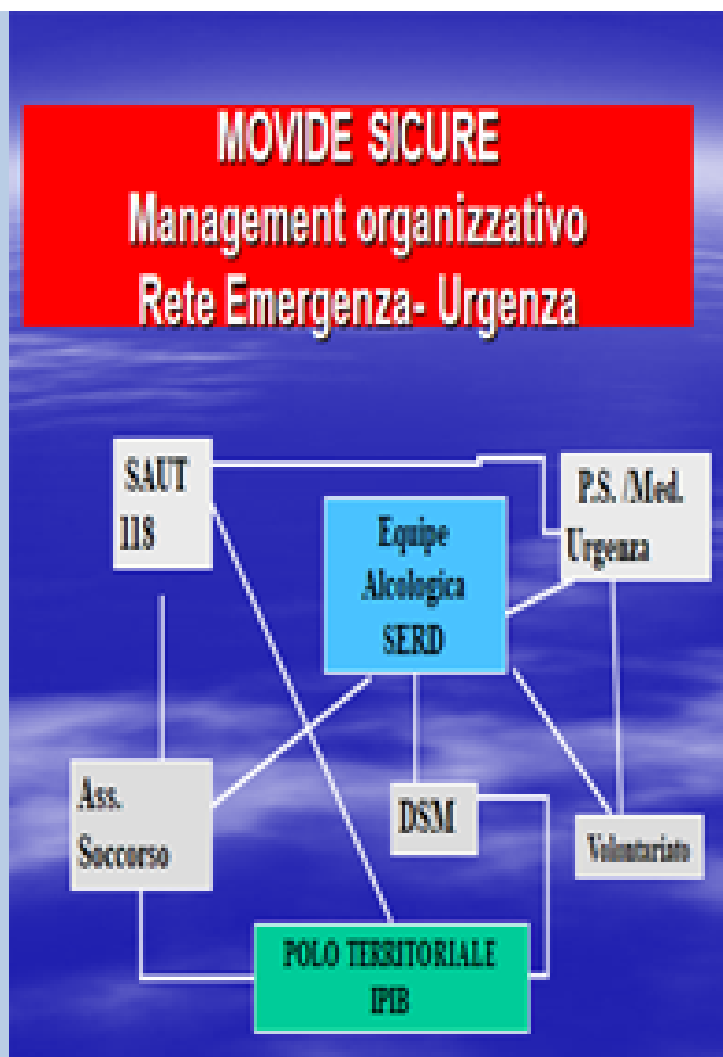 MOVIDE SICURE
Management organizzativo
Rete Emergenza- Urgenza
SAUT
118
P.S. /Med.
Urgenza
Equipe
Alcologica
SERD
Ass.
Soccorso
DSM
Volontariato
POLO TERRITORIALE
IPIB